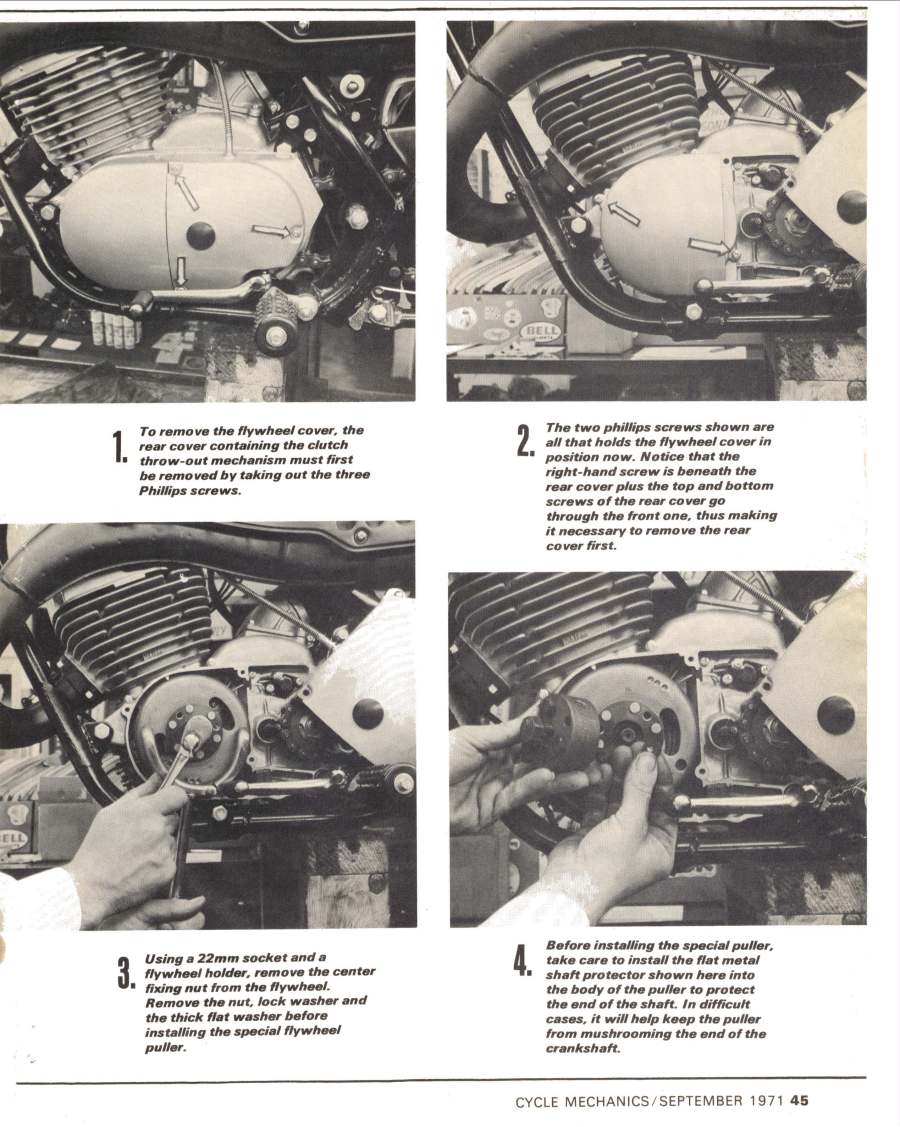 BELL
1.
To remove the flywheel cover, the
rear cover containing the clutch
throw-out mechanism must first
be removed by taking out the three
Phillips screws.
2.
The two phillips screws shown are
all that holds the flywheel cover in
position now. Notice that the
right-hand screw is beneath the
rear cover plus the top and bottom
screws of the rear cover go
through the front one, thus making
it necessary to remove the rear
cover first.
BELL
3.
Using a 22mm socket and a
flywheel holder, remove the center
fixing nut from the flywheel.
Remove the nut, lock washer and
the thick flat washer before
installing the special flywheel
puller.
4.
Before installing the special puller,
take care to install the flat metal
shaft protector shown here into
the body of the puller to protect
the end of the shaft. In difficult
cases, it will help keep the puller
from mushrooming the end of the
crankshaft.
CYCLE MECHANICS/SEPTEMBER 1971 45